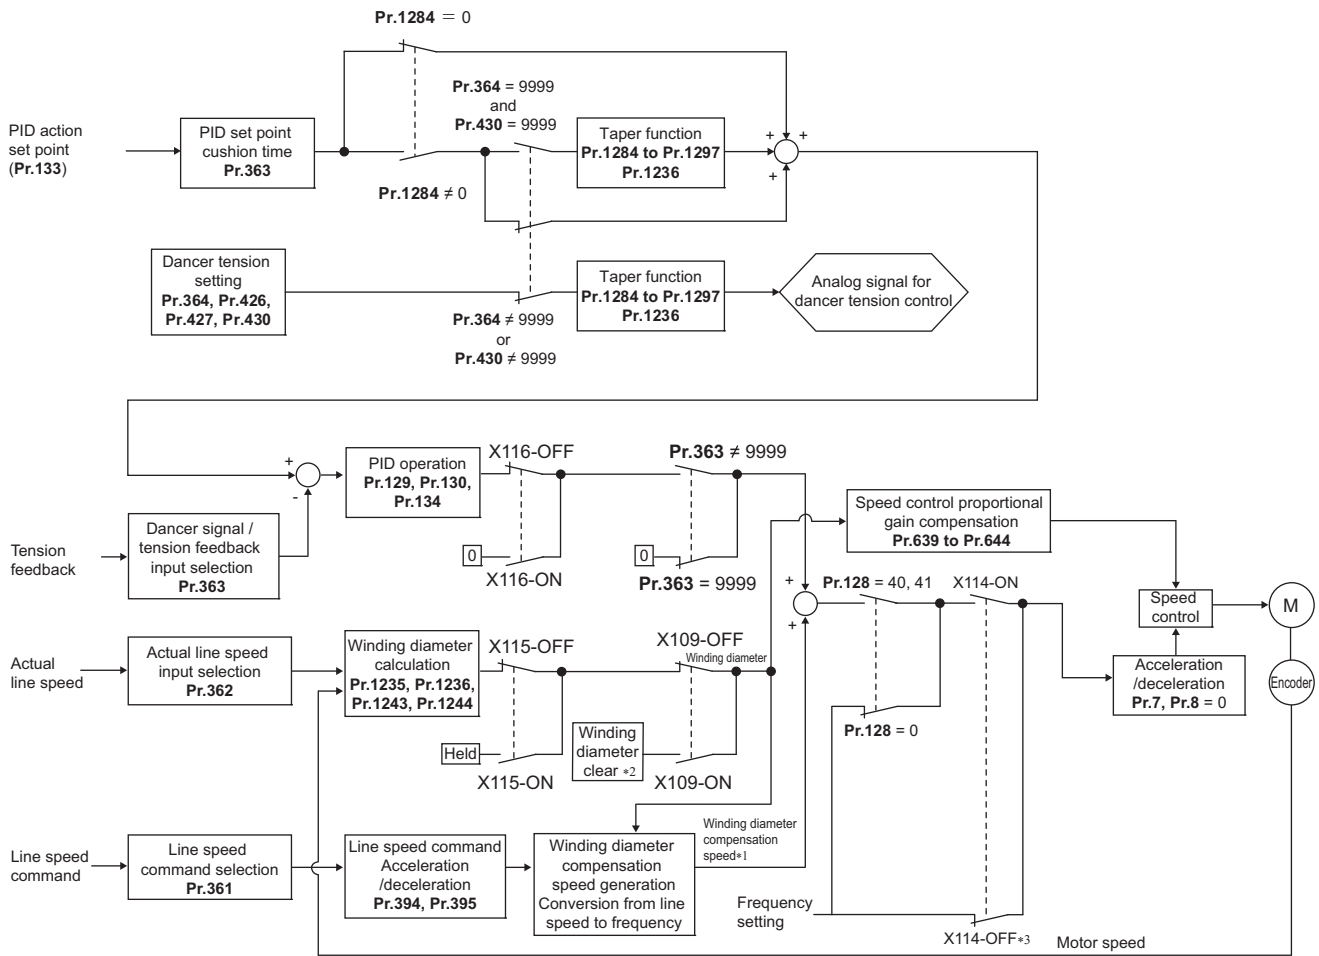 Pr.1284 = 0
Pr.364 = 9999
and
Pr.430 = 9999
PID action
set point
(Pr.133)
PID set point
cushion time
Pr.363
Pr.1284 ≠ 0
Taper function
Pr.1284 to Pr.1297
Pr.1236
+
+
+
Dancer tension
setting
Pr.364, Pr.426,
Pr.427, Pr.430
Pr.364 ≠ 9999
or
Pr.430 ≠ 9999
Taper function
Pr.1284 to Pr.1297
Pr.1236
Analog signal for
dancer tension control
+
-
PID operation
Pr.129, Pr.130,
Pr.134
X116-OFF
0
X116-ON
Pr.363 ≠ 9999
0
Pr.363 = 9999
Tension
feedback
Dancer signal /
tension feedback
input selection
Pr.363
Speed control proportional
gain compensation
Pr.639 to Pr.644
+
+
Pr.128 = 40, 41
X114-ON
Speed
control
M
Actual
line speed
Actual line speed
input selection
Pr.362
Winding diameter
calculation
Pr.1235, Pr.1236,
Pr.1243, Pr.1244
X115-OFF
Held
X115-ON
X109-OFF
Winding diameter
Winding
diameter
clear *2
X109-ON
Pr.128 = 0
Acceleration
/deceleration
Pr.7, Pr.8 = 0
Encoder
Line speed
command
Line speed
command selection
Pr.361
Line speed command
Acceleration
/deceleration
Pr.394, Pr.395
Winding diameter
compensation
speed generation
Conversion from line
speed to frequency
Winding diameter
compensation
speed*1
Frequency
setting
X114-OFF*3
Motor speed